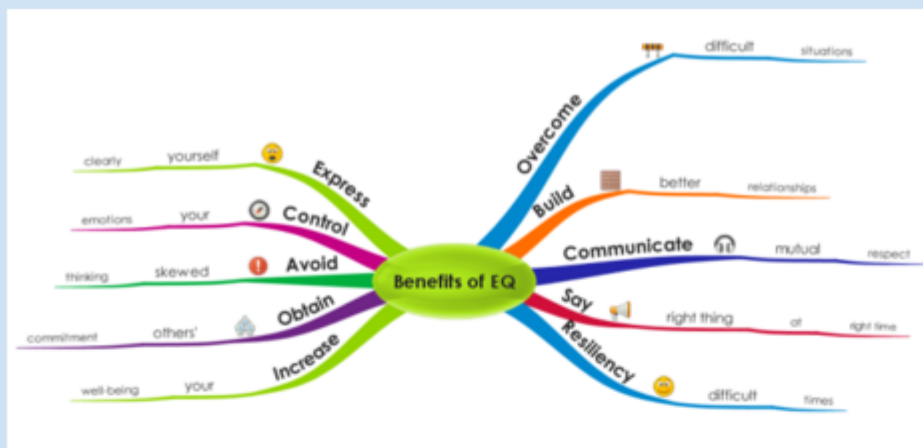 Benefits of EQ
Overcome difficult situations
Build better relationships
Communicate mutual respect
Say right thing at right time
Resiliency difficult times
Express yourself clearly
Control your emotions
Avoid skewed thinking
Obtain others' commitment
Increase your well-being